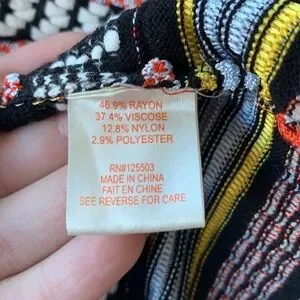 46.9% RAYON
37.4% VISCOSE
12.8% NYLON
2.9% POLYESTER
RN#125503
MADE IN CHINA
FAIT EN CHINE
SEE REVERSE FOR CARE